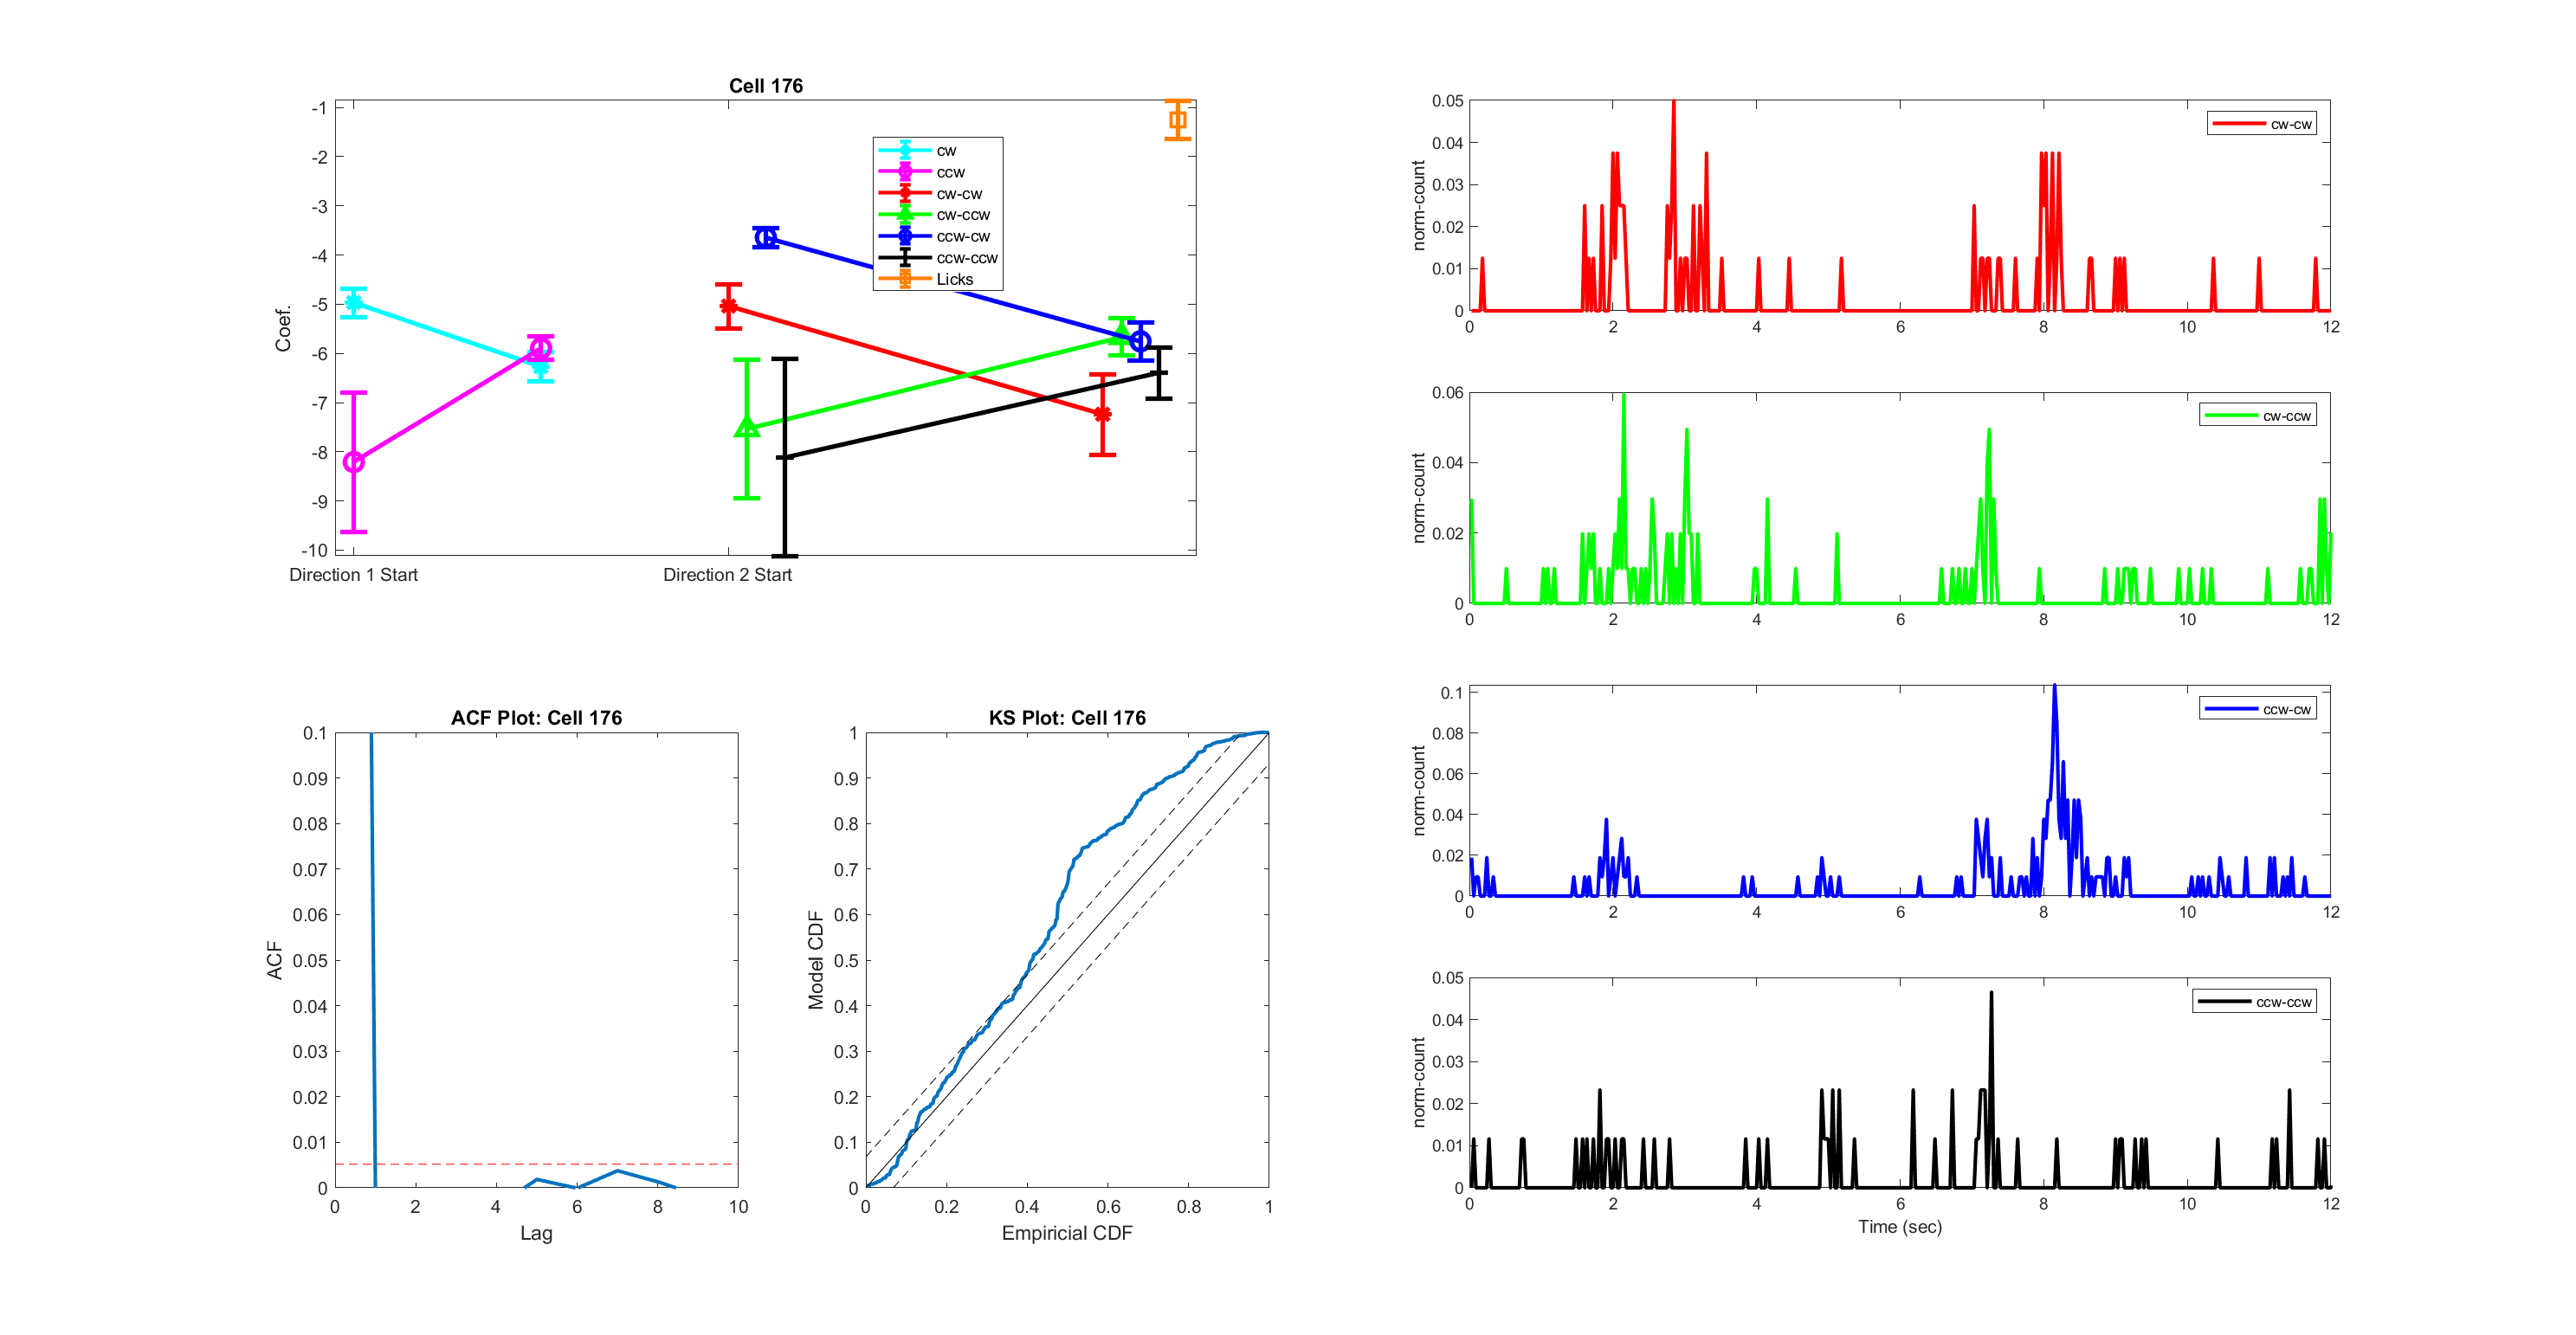 Cell 176
-1
-2
-3
-4
-5
-6
-7
-8
-9
-10
Coef.
Direction 1 Start
Direction 2 Start
cw
ccw
cw-cw
cw-ccw
ccw-cw
ccw-ccw
Licks
ACF Plot: Cell 176
0.1
0.09
0.08
0.07
0.06
0.05
0.04
0.03
0.02
0.01
0
ACF
0 2 4 6 8 10
Lag
KS Plot: Cell 176
1
0.9
0.8
0.7
0.6
0.5
0.4
0.3
0.2
0.1
0
Model CDF
0 0.2 0.4 0.6 0.8 1
Empiricial CDF
0.05
0.04
0.03
0.02
0.01
0
norm-count
cw-cw
0 2 4 6 8 10 12
0.06
0.04
0.02
0
norm-count
cw-ccw
0 2 4 6 8 10 12
0.1
0.08
0.06
0.04
0.02
0
norm-count
ccw-cw
0 2 4 6 8 10 12
0.05
0.04
0.03
0.02
0.01
0
norm-count
ccw-ccw
0 2 4 6 8 10 12
Time (sec)